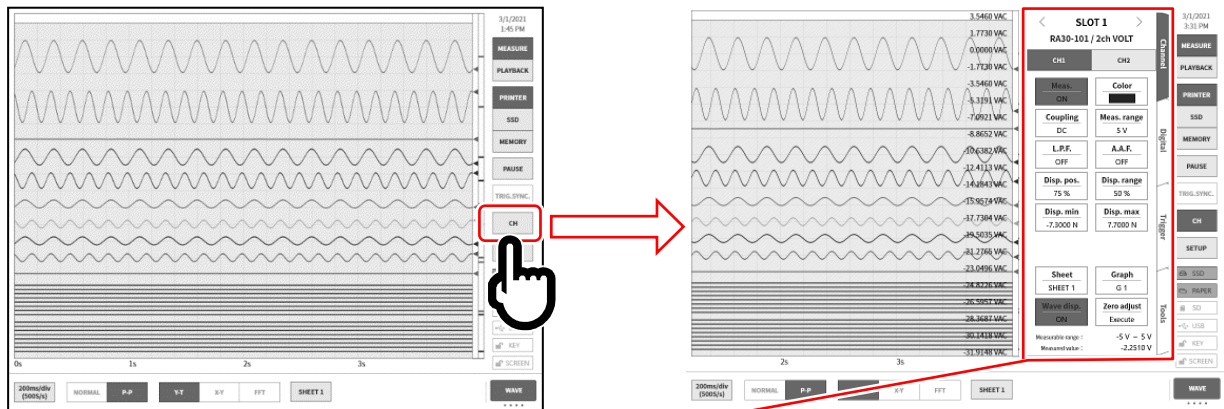 3/1/2021
1:45 PM
MEASURE
PLAYBACK
PRINTER
SSD
MEMORY
PAUSE
TRIG.SYNC.
CH
KEY
SCREEN
0s
1s
2s
3s
200ms/div
(500S/s)
NORMAL
P-P
Y-T
X-Y
FFT
SHEET 1
WAVE
3.5460 VAC
1.7730 VAC
0.0000 VAC
-1.7730 VAC
-3.5460 VAC
-5.3191 VAC
-7.0921 VAC
-8.8652 VAC
-10.6382 VAC
-12.4113 VAC
-14.1843 VAC
-15.9574 VAC
-17.7304 VAC
-19.5035 VAC
-21.2765 VAC
-23.0496 VAC
-24.8226 VAC
-26.5957 VAC
-28.3687 VAC
-30.1418 VAC
-31.9148 VAC
2s
3s
SLOT 1
RA30-101 / 2ch VOLT
CH1
CH2
Meas.
ON
Color
Coupling
DC
Meas. range
5 V
L.P.F.
OFF
A.A.F.
OFF
Disp. pos.
75 %
Disp. range
50 %
Disp. min
-7.3000 N
Disp. max
7.7000 N
Sheet
SHEET 1
Graph
G 1
Wave disp.
ON
Zero adjust
Execute
Measurable range :
-5 V ~ 5 V
Measured value :
-2.2510 V
Channel
Digital
Trigger
Tools
3/1/2021
3:31 PM
MEASURE
PLAYBACK
PRINTER
SSD
MEMORY
PAUSE
TRIG.SYNC.
CH
SETUP
SSD
PAPER
SD
USB
KEY
SCREEN
200ms/div
(500S/s)
NORMAL
P-P
X-Y
FFT
SHEET 1
WAVE